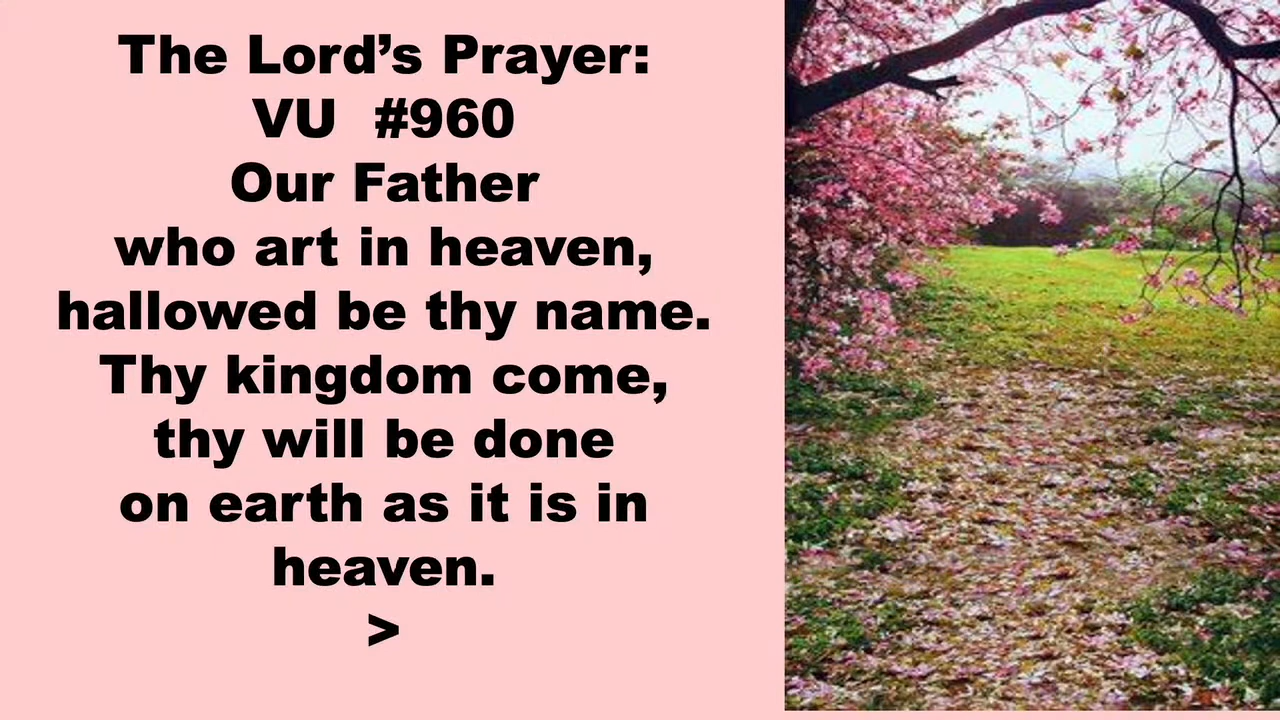 The Lord’s Prayer:
VU  #960
Our Father
who art in heaven,
hallowed be thy name.
Thy kingdom come,
thy will be done
on earth as it is in
heaven.
>